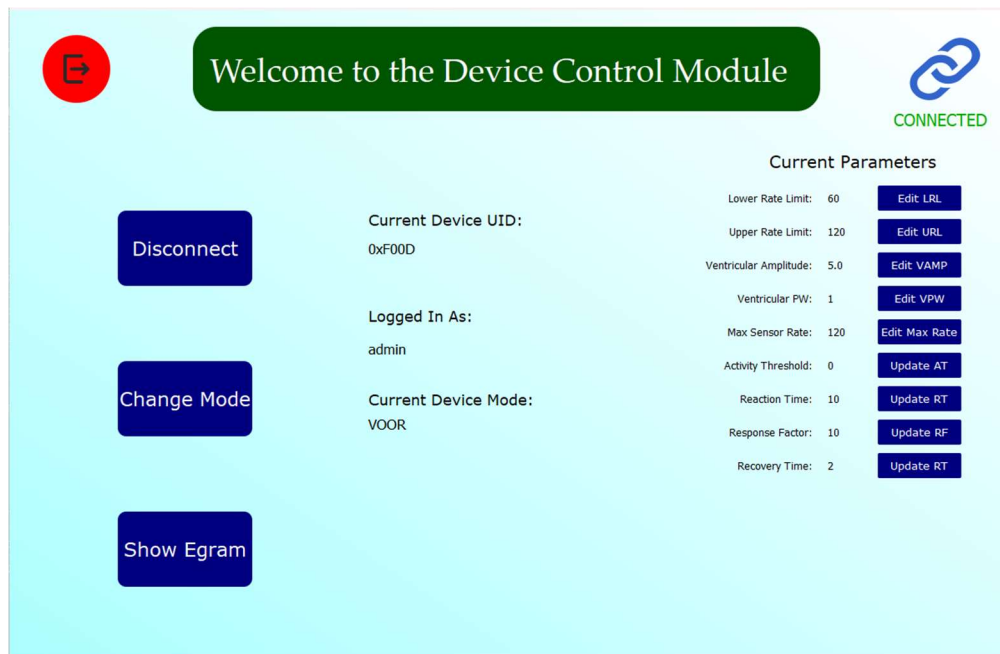 Welcome to the Device Control Module
CONNECTED
Disconnect
Change Mode
Show Egram
Current Device UID:
0xF00D
Logged In As:
admin
Current Device Mode:
VOOR
Current Parameters
Lower Rate Limit: 60 Edit LRL
Upper Rate Limit: 120 Edit URL
Ventricular Amplitude: 5.0 Edit VAMP
Ventricular PW: 1 Edit VPW
Max Sensor Rate: 120 Edit Max Rate
Activity Threshold: 0 Update AT
Reaction Time: 10 Update RT
Response Factor: 10 Update RF
Recovery Time: 2 Update RT